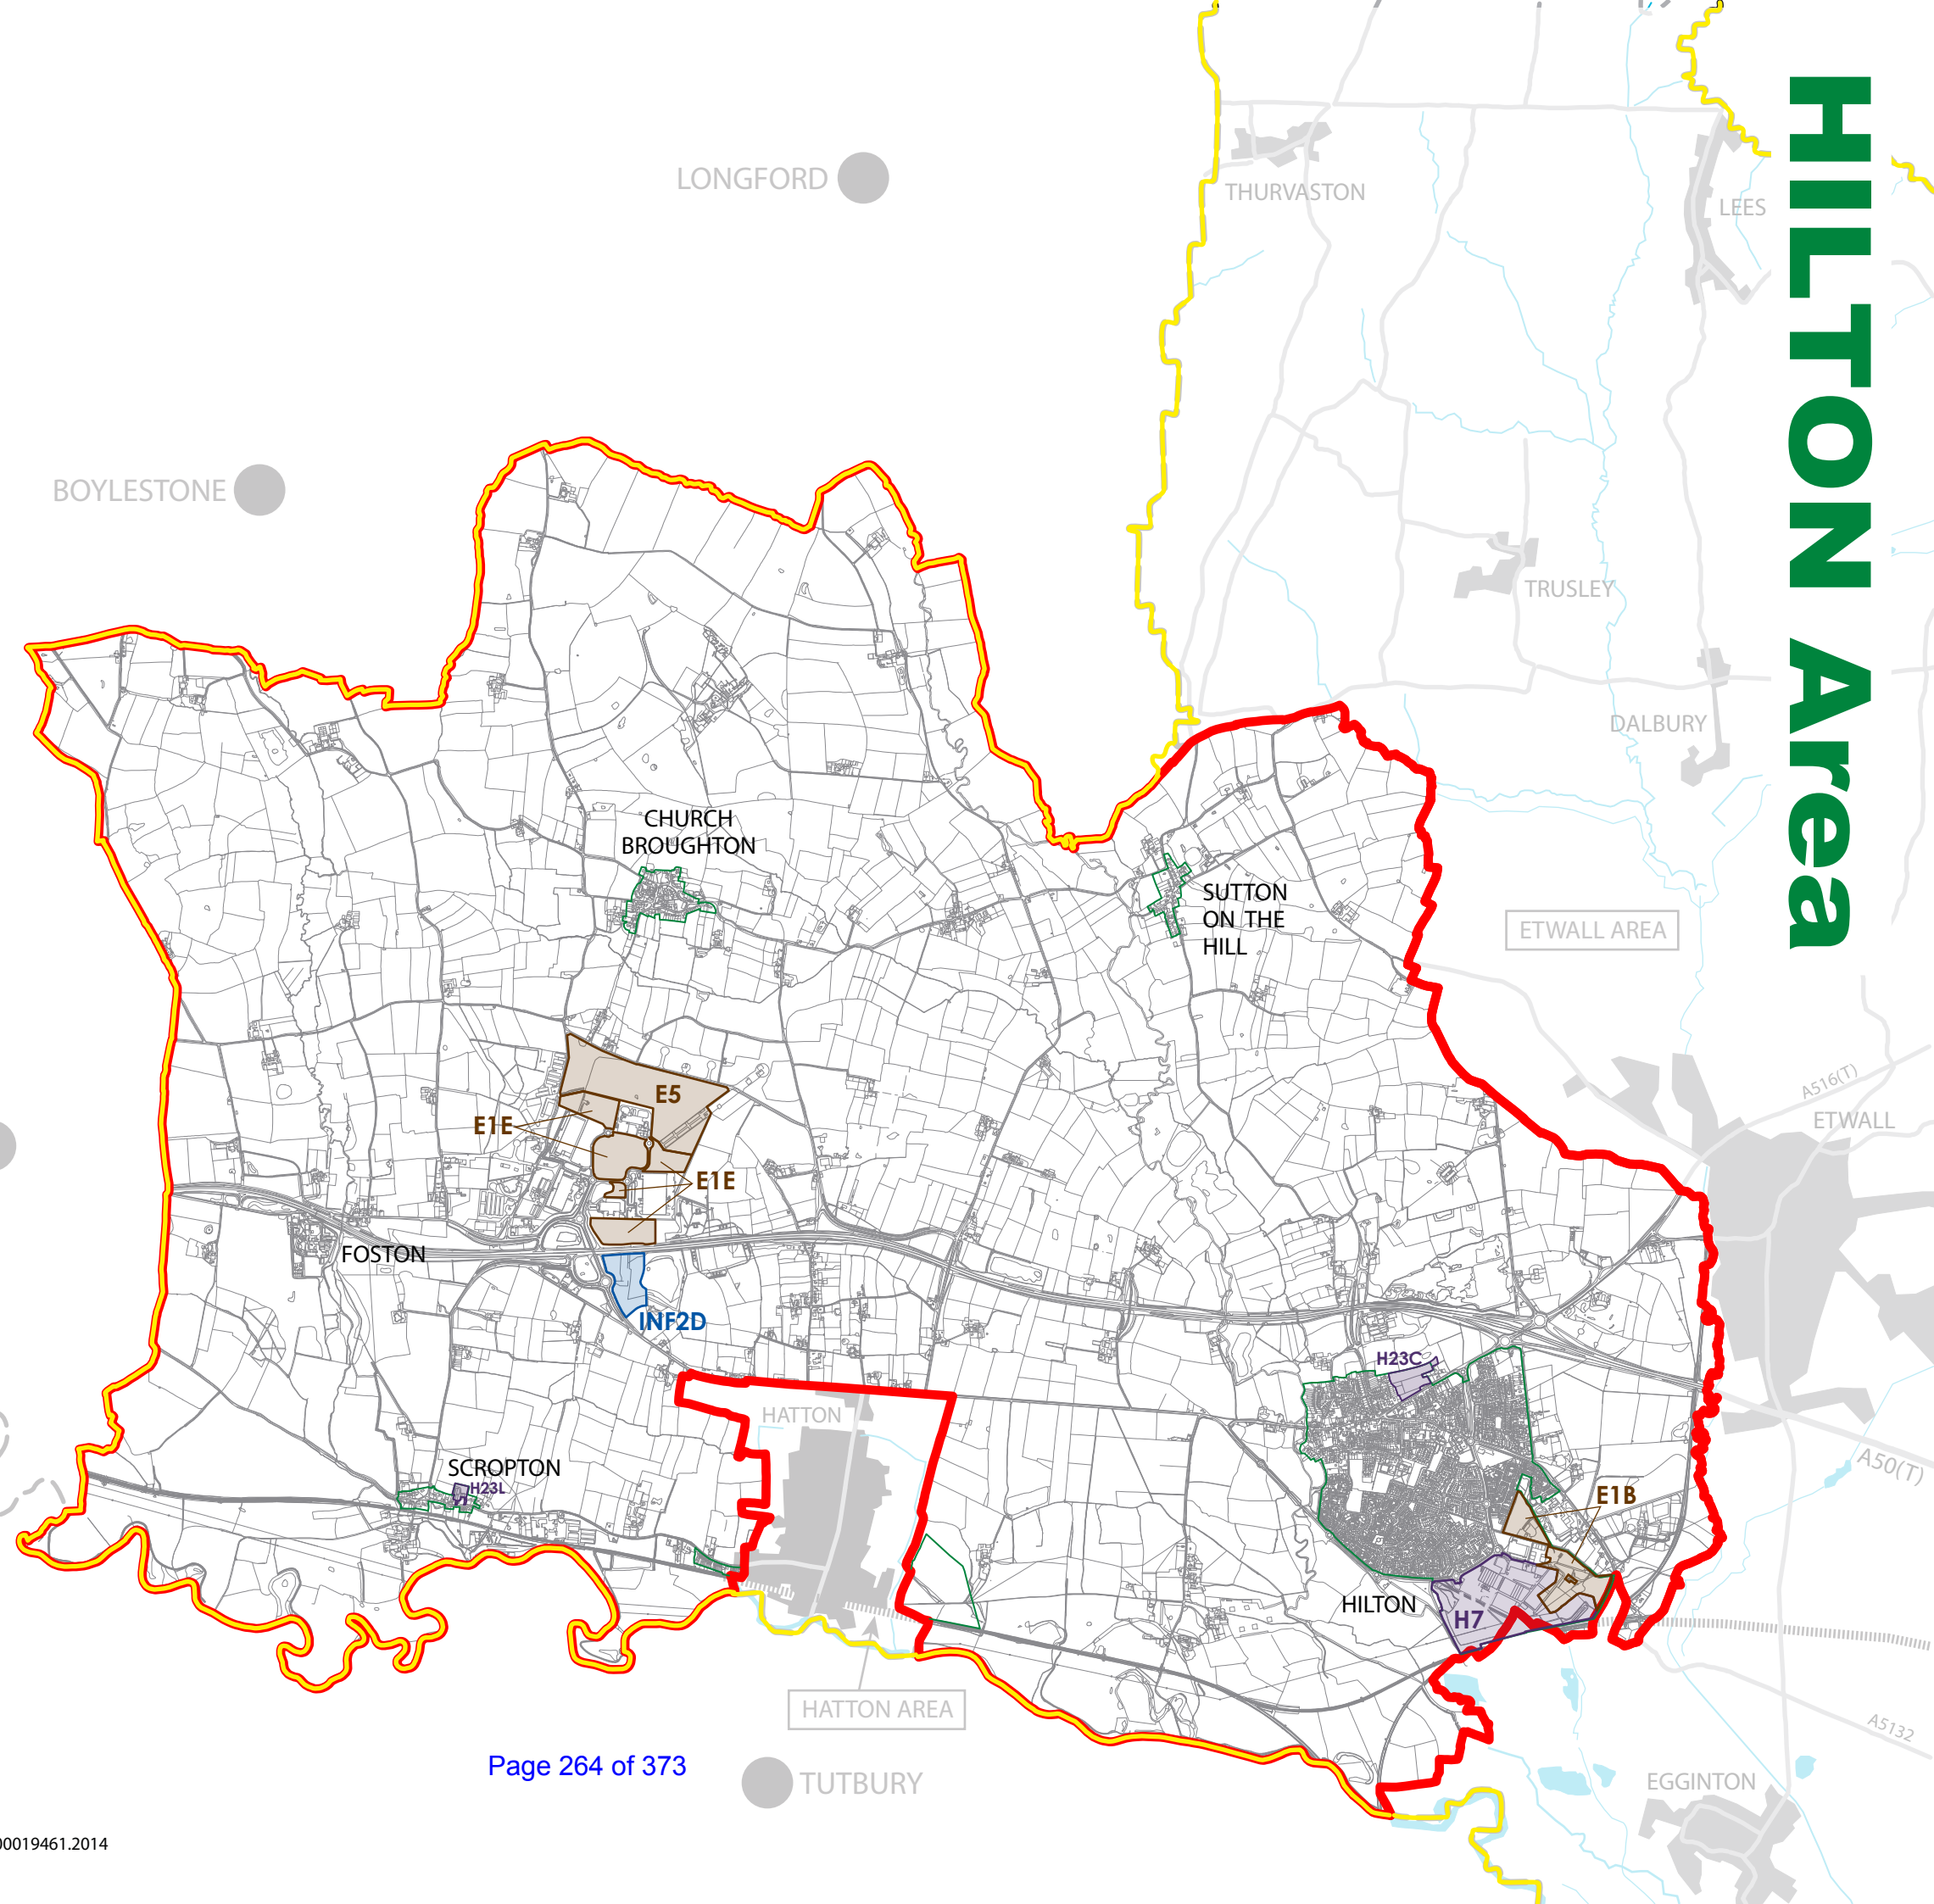 HILTON Area
LONGFORD
THURVASTON
LEES
BOYLESTONE
TRUSLEY
DALBURY
CHURCH
BROUGHTON
SUTTON
ON THE
HILL
ETWALL AREA
A516(T)
ETWALL
E5
E1E
E1E
FOSTON
INF2D
H23C
HATTON
A50(T)
SCROPTON
H23L
E1B
HILTON
H7
HATTON AREA
A5132
Page 264 of 373
TUTBURY
EGGINTON
00019461.2014